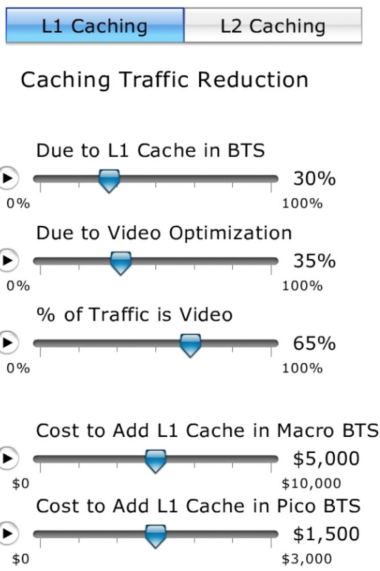 L1 Caching L2 Caching
Caching Traffic Reduction
Due to L1 Cache in BTS
30%
0% 100%
Due to Video Optimization
35%
0% 100%
% of Traffic is Video
65%
0% 100%
Cost to Add L1 Cache in Macro BTS
$5,000
$0 $10,000
Cost to Add L1 Cache in Pico BTS
$1,500
$0 $3,000